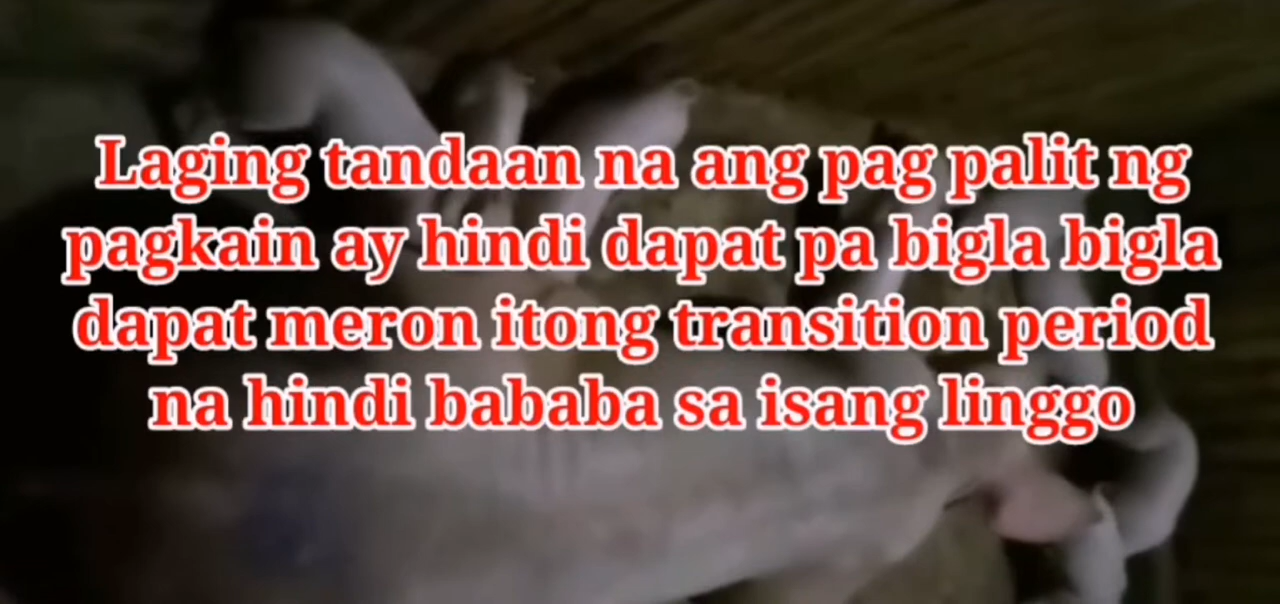 Laging tandaan na ang pag palit ng
pagkain ay hindi dapat pa bigla bigla
dapat meron itong transition period
na hindi bababa sa isang linggo